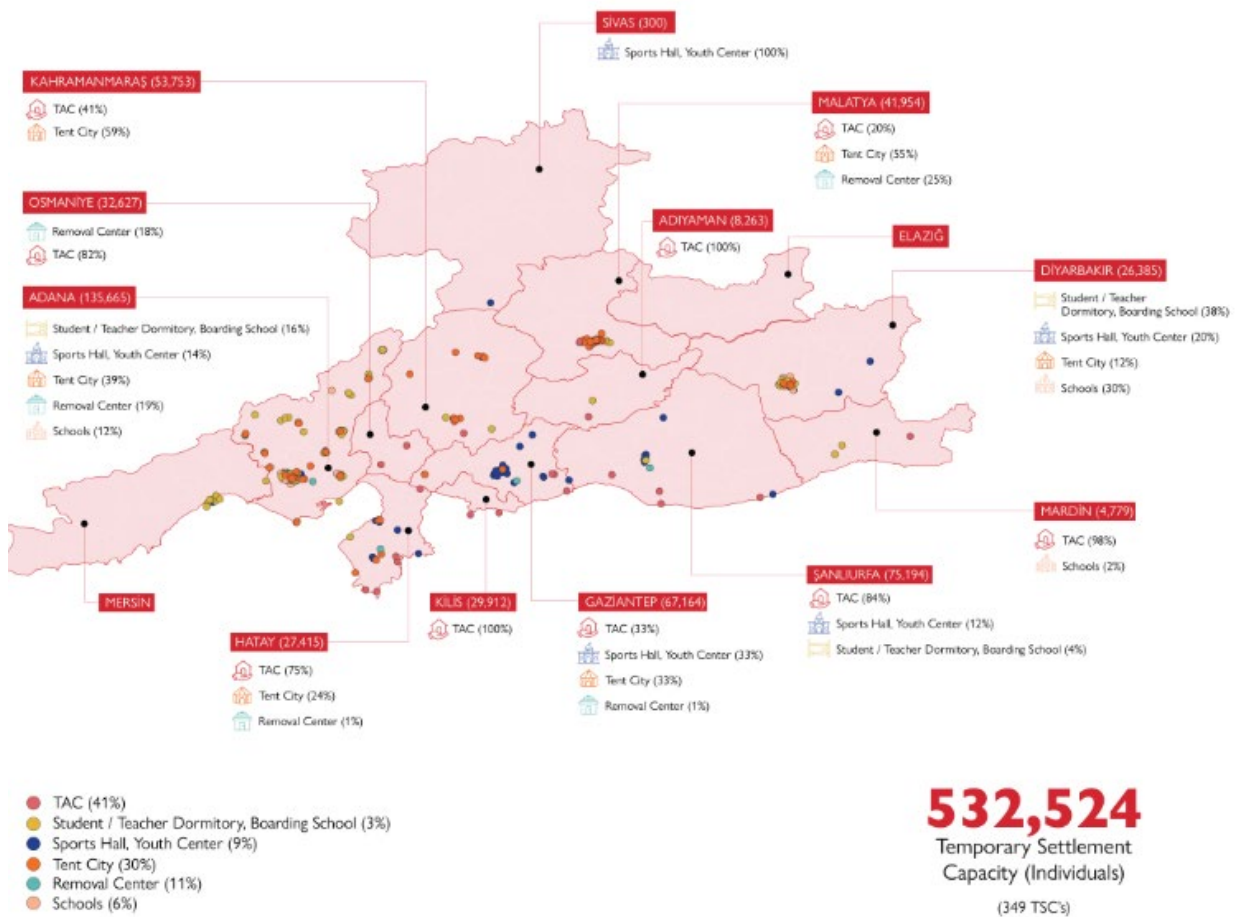 SİVAS (300)
Sports Hall, Youth Center (100%)
KAHRAMANMARAŞ (53,753)
TAC (41%)
Tent City (59%)
MALATYA (41,954)
TAC (20%)
Tent City (55%)
Removal Center (25%)
OSMANİYE (32,627)
Removal Center (18%)
TAC (82%)
ADIYAMAN (8,263)
TAC (100%)
ELAZIĞ
DİYARBAKIR (26,385)
Student / Teacher
Dormitory, Boarding School (38%)
Sports Hall, Youth Center (20%)
Tent City (12%)
Schools (30%)
ADANA (135,665)
Student / Teacher Dormitory, Boarding School (16%)
Sports Hall, Youth Center (14%)
Tent City (39%)
Removal Center (19%)
Schools (12%)
MARDİN (4,779)
TAC (98%)
Schools (2%)
MERSİN
HATAY (27,415)
TAC (75%)
Tent City (24%)
Removal Center (1%)
KİLİS (29,912)
TAC (100%)
GAZİANTEP (67,164)
TAC (33%)
Sports Hall, Youth Center (33%)
Tent City (33%)
Removal Center (1%)
ŞANLIURFA (75,194)
TAC (84%)
Sports Hall, Youth Center (12%)
Student / Teacher Dormitory, Boarding School (4%)
TAC (41%)
Student / Teacher Dormitory, Boarding School (3%)
Sports Hall, Youth Center (9%)
Tent City (30%)
Removal Center (11%)
Schools (6%)
532,524
Temporary Settlement
Capacity (Individuals)
(349 TSC's)